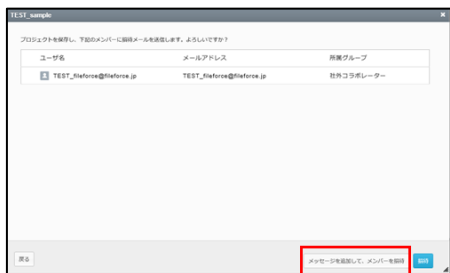 TEST_sample
プロジェクトを保存し、下記のメンバーに招待メールを送信します。よろしいですか？
ユーザ名 メールアドレス 所属グループ
TEST_fileforce@fileforce.jp TEST_fileforce@fileforce.jp 社外コラボレーター
戻る メッセージを追加して、メンバーを招待 招待